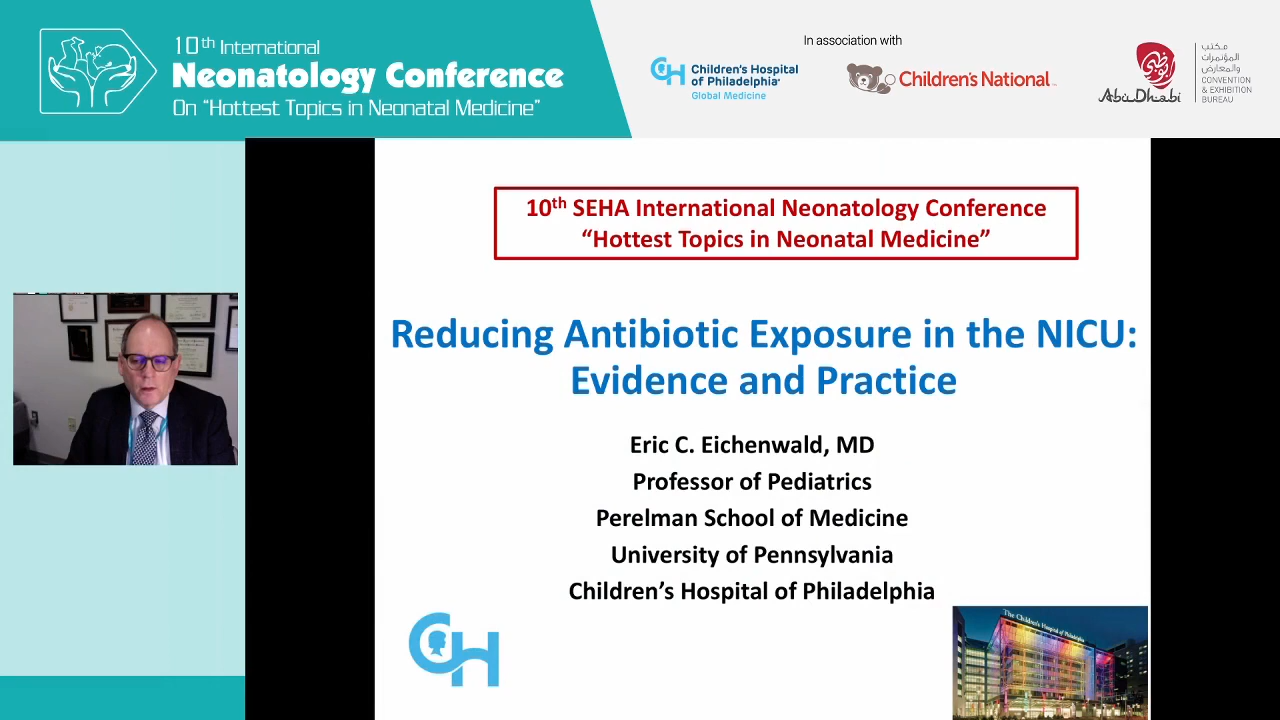 10th International
Neonatology Conference
On "Hottest Topics in Neonatal Medicine"
In association with
Children's Hospital
of Philadelphia
Global Medicine
Children's National
Abu Dhabi
أبوظبي
مكتب
المؤتمرات
والمعارض
CONVENTION
& EXHIBITION
BUREAU
10th SEHA International Neonatology Conference
“Hottest Topics in Neonatal Medicine”
Reducing Antibiotic Exposure in the NICU:
Evidence and Practice
Eric C. Eichenwald, MD
Professor of Pediatrics
Perelman School of Medicine
University of Pennsylvania
Children’s Hospital of Philadelphia
CH
The Children's Hospital of Philadelphia